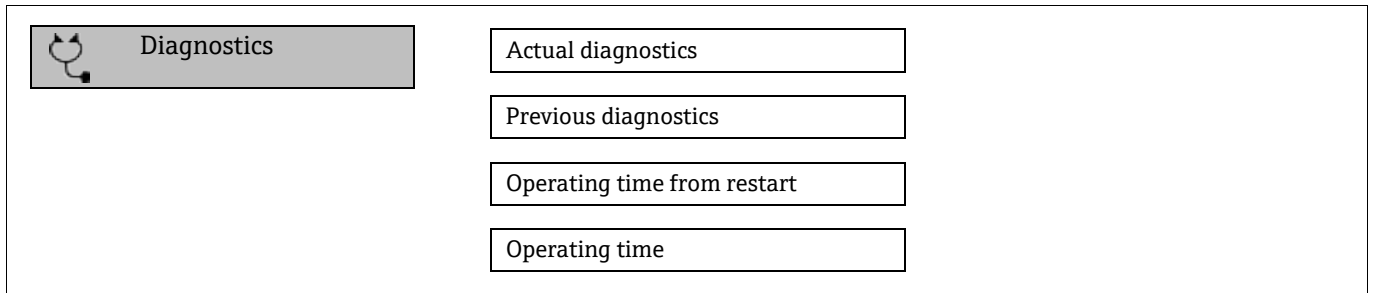 Diagnostics
Actual diagnostics
Previous diagnostics
Operating time from restart
Operating time